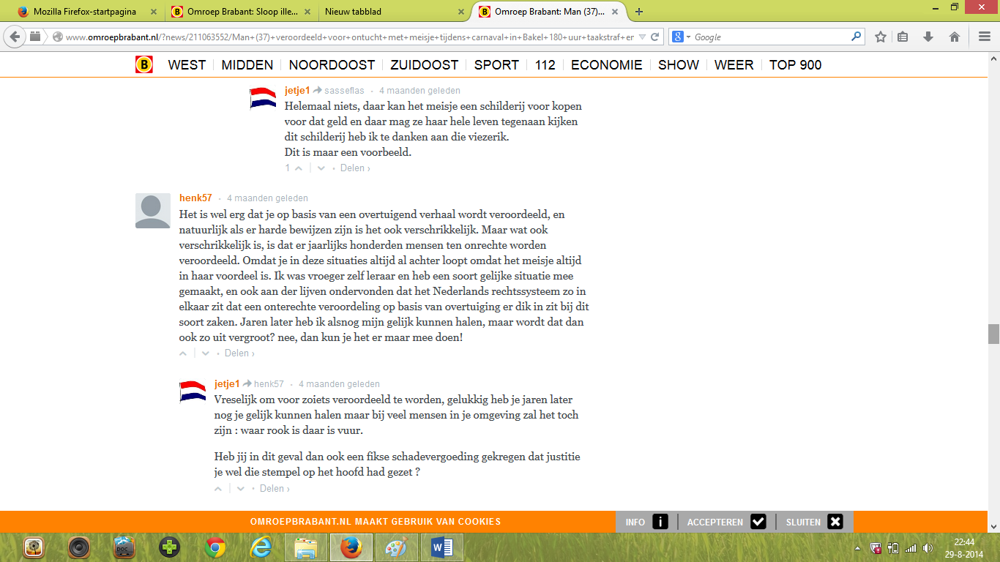 Mozilla Firefox-startpagina
Omroep Brabant: Sloop ille...
Nieuw tabblad
Omroep Brabant: Man (37)...
www.omroepbrabant.nl/?news/211063552/Man+(37)+veroordeeld+voor+ontucht+met+meisje+tijdens+carnaval+in+Bakel+180+uur+taakstraf+er
Google
B WEST MIDDEN NOORDOOST ZUIDOOST SPORT 112 ECONOMIE SHOW WEER TOP 900
jetje1 sasseflas • 4 maanden geleden
Helemaal niets, daar kan het meisje een schilderij voor kopen
voor dat geld en daar mag ze haar hele leven tegenaan kijken
dit schilderij heb ik te danken aan die viezerik.
Dit is maar een voorbeeld.
1 • Delen ›
henk57 • 4 maanden geleden
Het is wel erg dat je op basis van een overtuigend verhaal wordt veroordeeld, en
natuurlijk als er harde bewijzen zijn is het ook verschrikkelijk. Maar wat ook
verschrikkelijk is, is dat er jaarlijks honderden mensen ten onrechte worden
veroordeeld. Omdat je in deze situaties altijd al achter loopt omdat het meisje altijd
in haar voordeel is. Ik was vroeger zelf leraar en heb een soort gelijke situatie mee
gemaakt, en ook aan der lijven ondervonden dat het Nederlands rechtssysteem zo in
elkaar zit dat een onterechte veroordeling op basis van overtuiging er dik in zit bij dit
soort zaken. Jaren later heb ik alsnog mijn gelijk kunnen halen, maar wordt dat dan
ook zo uit vergroot? nee, dan kun je het er maar mee doen!
• Delen ›
jetje1 henk57 • 4 maanden geleden
Vreselijk om voor zoiets veroordeeld te worden, gelukkig heb je jaren later
nog je gelijk kunnen halen maar bij veel mensen in je omgeving zal het toch
zijn : waar rook is daar is vuur.
Heb jij in dit geval dan ook een fikse schadevergoeding gekregen dat justitie
je wel die stempel op het hoofd had gezet ?
• Delen ›
OMROEPBRABANT.NL MAAKT GEBRUIK VAN COOKIES INFO i ACCEPTEREN SLUITEN
DOC
22:44
29-8-2014